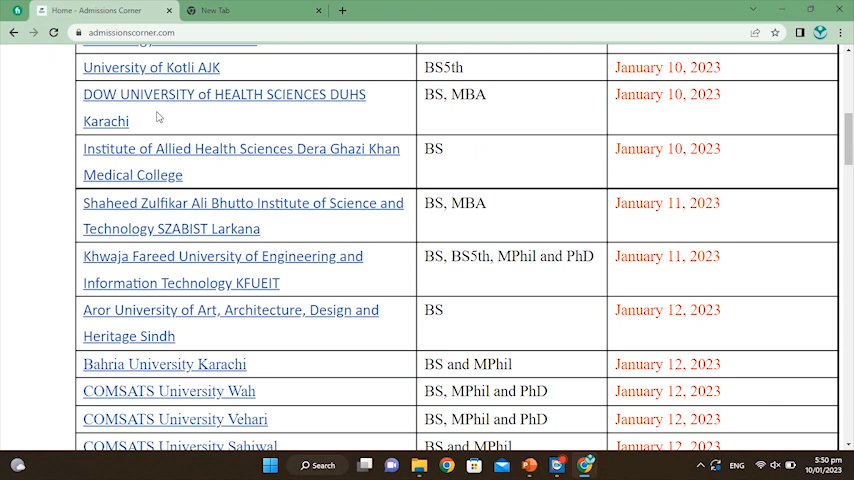 Home - Admissions Corner
New Tab
admissionscorner.com
University of Kotli AJK BS5th January 10, 2023
DOW UNIVERSITY of HEALTH SCIENCES DUHS BS, MBA January 10, 2023
Karachi
Institute of Allied Health Sciences Dera Ghazi Khan BS January 10, 2023
Medical College
Shaheed Zulfikar Ali Bhutto Institute of Science and BS, MBA January 11, 2023
Technology SZABIST Larkana
Khwaja Fareed University of Engineering and BS, BS5th, MPhil and PhD January 11, 2023
Information Technology KFUEIT
Aror University of Art, Architecture, Design and BS January 12, 2023
Heritage Sindh
Bahria University Karachi BS and MPhil January 12, 2023
COMSATS University Wah BS, MPhil and PhD January 12, 2023
COMSATS University Vehari BS, MPhil and PhD January 12, 2023
COMSATS University Sahiwal BS and MPhil January 12, 2023
Search
ENG
5:50 pm
10/01/2023